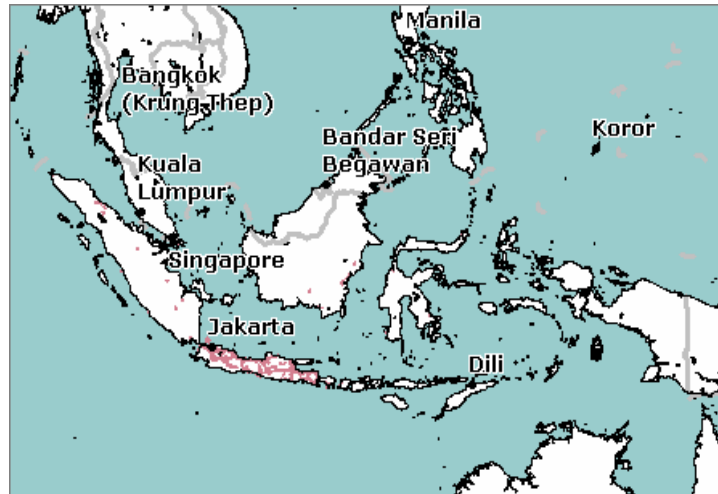 Manila
Bangkok
(Krung Thep)
Koror
Bandar Seri
Begawan
Kuala
Lumpur
Singapore
Jakarta
Dili